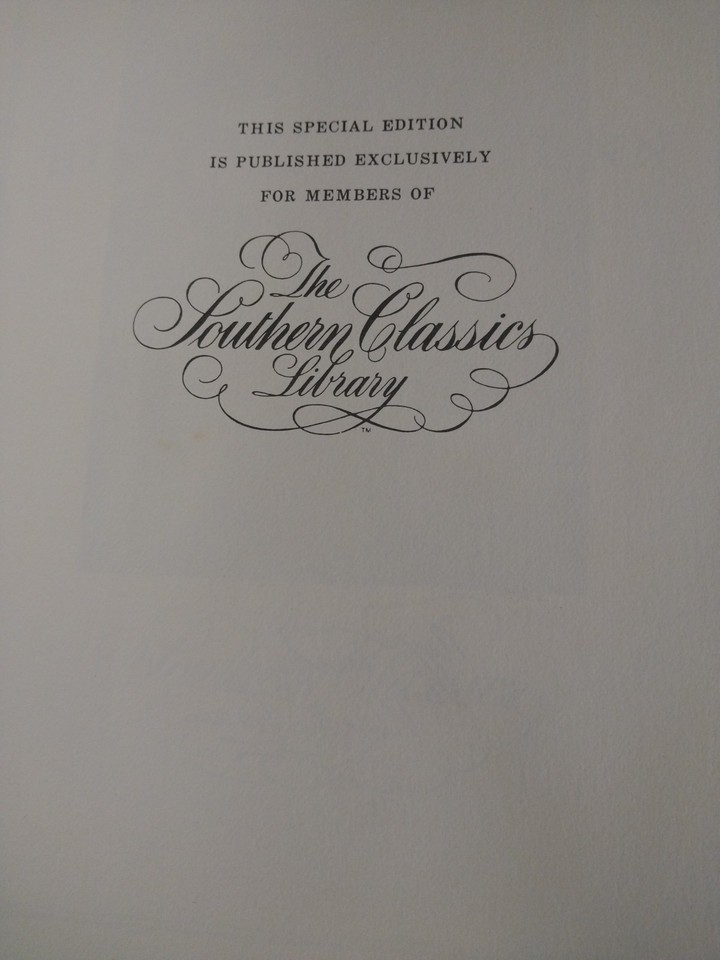 THIS SPECIAL EDITION
IS PUBLISHED EXCLUSIVELY
FOR MEMBERS OF
The
Southern Classics
Library
TM